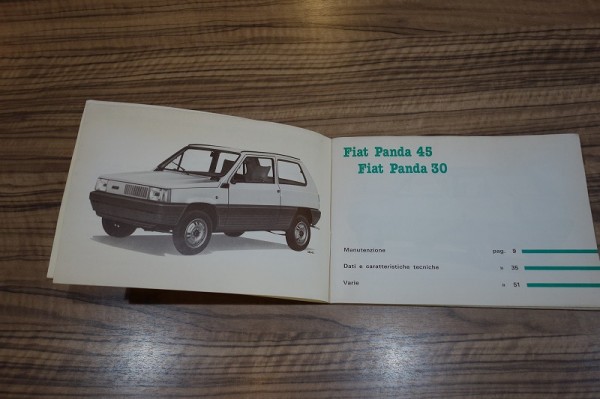 Fiat Panda 45
Fiat Panda 30
Manutenzione pag. 9
Dati e caratteristiche tecniche » 35
Varie » 51